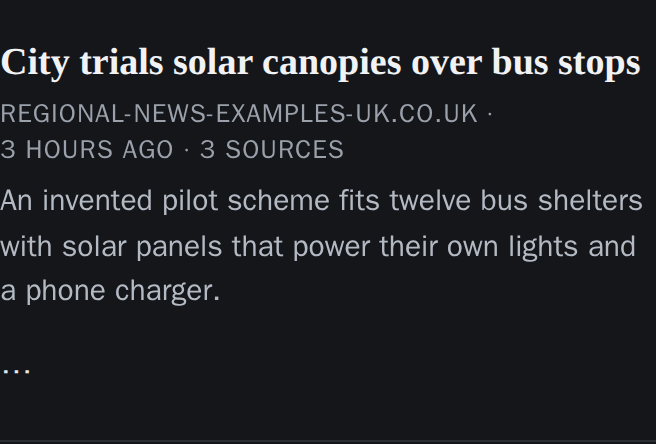 City trials solar canopies over bus stops
REGIONAL-NEWS-EXAMPLES-UK.CO.UK ·
3 HOURS AGO · 3 SOURCES
An invented pilot scheme fits twelve bus shelters
with solar panels that power their own lights and
a phone charger.
...